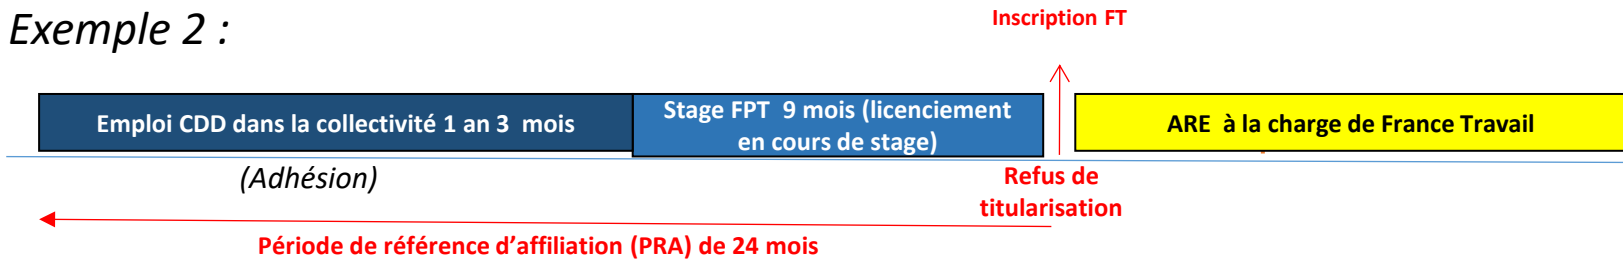 Inscription FT
Exemple 2 :
Emploi CDD dans la collectivité 1 an 3 mois
Stage FPT 9 mois (licenciement
en cours de stage)
ARE à la charge de France Travail
(Adhésion)
Refus de
titularisation
Période de référence d’affiliation (PRA) de 24 mois